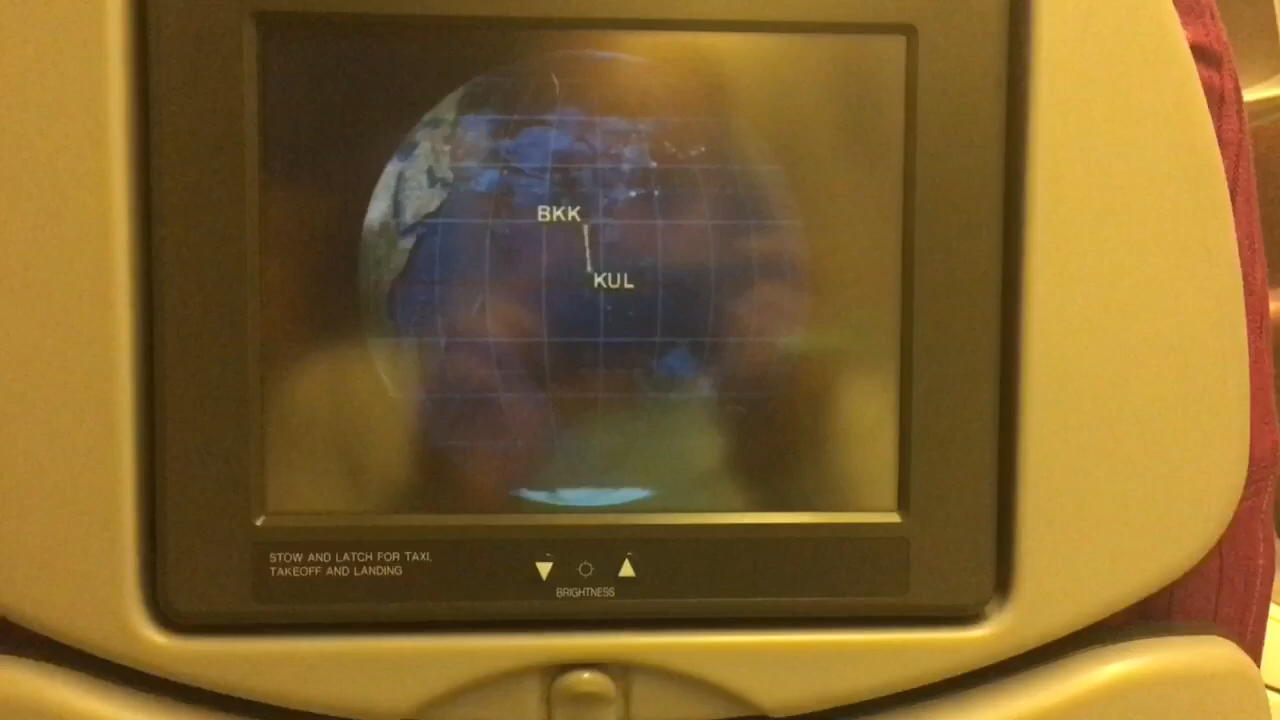 BKK
KUL
STOW AND LATCH FOR TAXI,
TAKEOFF AND LANDING
BRIGHTNESS